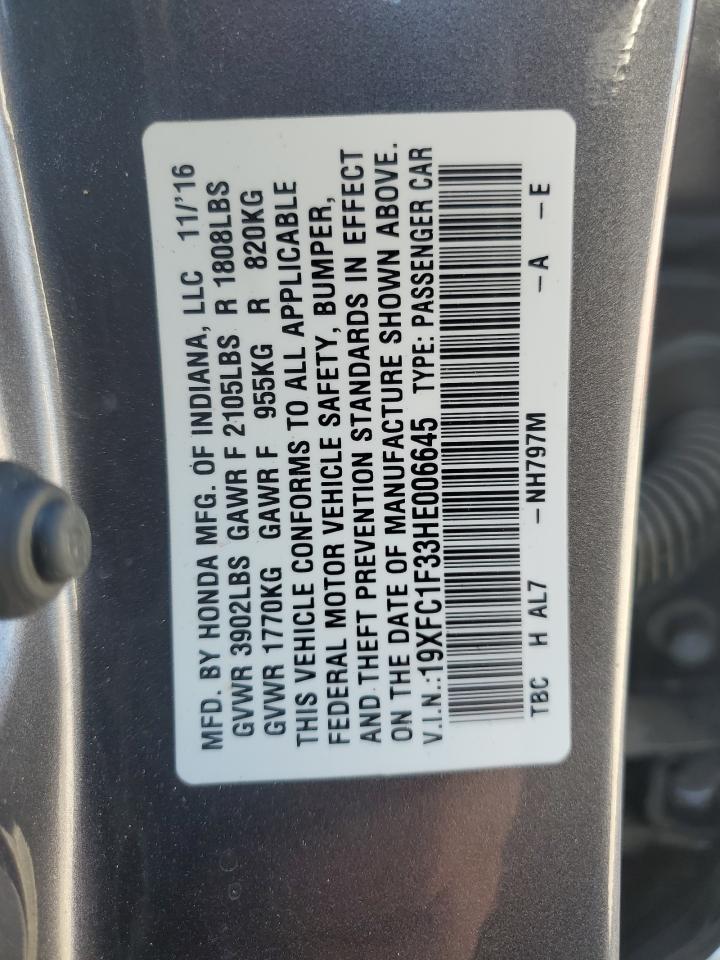 MFD. BY HONDA MFG. OF INDIANA, LLC 11/'16
GVWR 3902LBS GAWR F 2105LBS R 1808LBS
GVWR 1770KG GAWR F 955KG R 820KG
THIS VEHICLE CONFORMS TO ALL APPLICABLE
FEDERAL MOTOR VEHICLE SAFETY, BUMPER,
AND THEFT PREVENTION STANDARDS IN EFFECT
ON THE DATE OF MANUFACTURE SHOWN ABOVE.
V.I.N.:19XFC1F33HE006645 TYPE: PASSENGER CAR
TBC H AL7 -NH797M -A -E